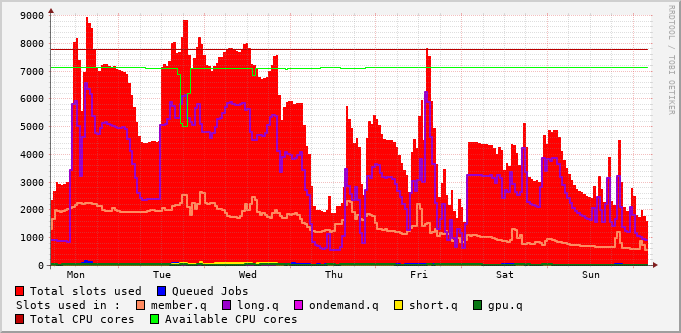 9000
8000
7000
6000
5000
4000
3000
2000
1000
0
Mon Tue Wed Thu Fri Sat Sun
RRDTOOL / TOBI OETIKER
Total slots used Queued Jobs
Slots used in : member.q long.q ondemand.q short.q gpu.q
Total CPU cores Available CPU cores